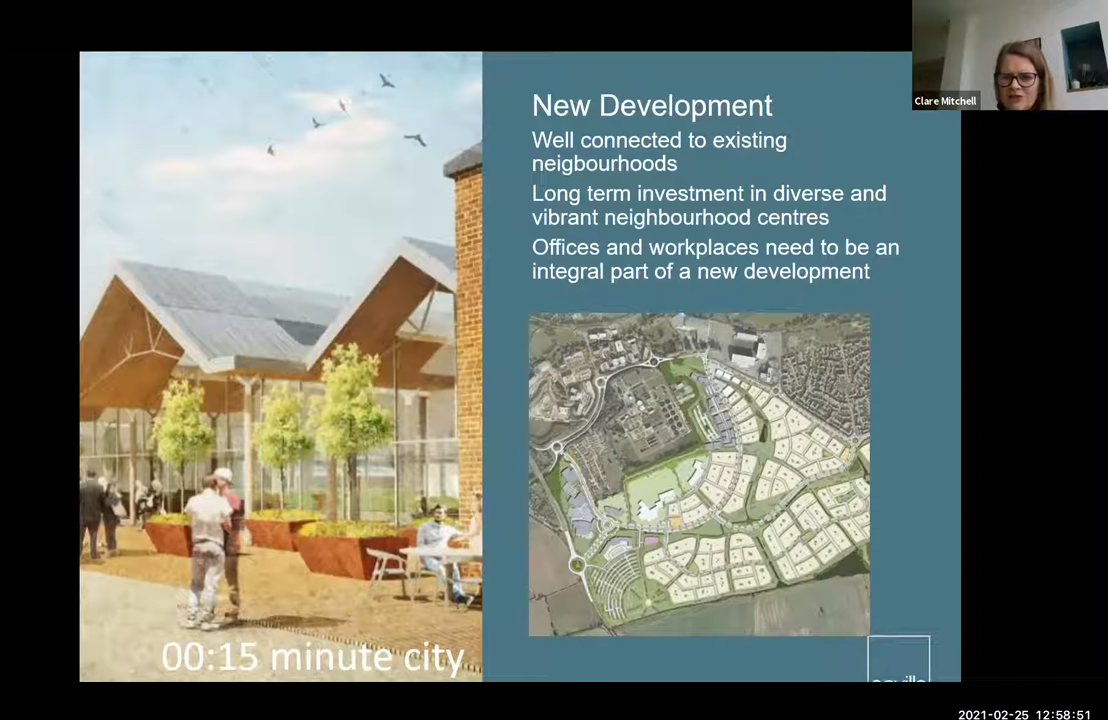 Clare Mitchell
New Development
Well connected to existing
neigbourhoods
Long term investment in diverse and
vibrant neighbourhood centres
Offices and workplaces need to be an
integral part of a new development
00:15 minute city
2021-02-25 12:58:51